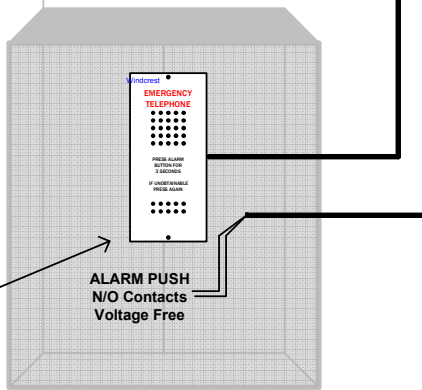 Windcrest
EMERGENCY
TELEPHONE
PRESS ALARM
BUTTON FOR
3 SECONDS
IF UNOBTAINABLE
PRESS AGAIN
ALARM PUSH
N/O Contacts
Voltage Free